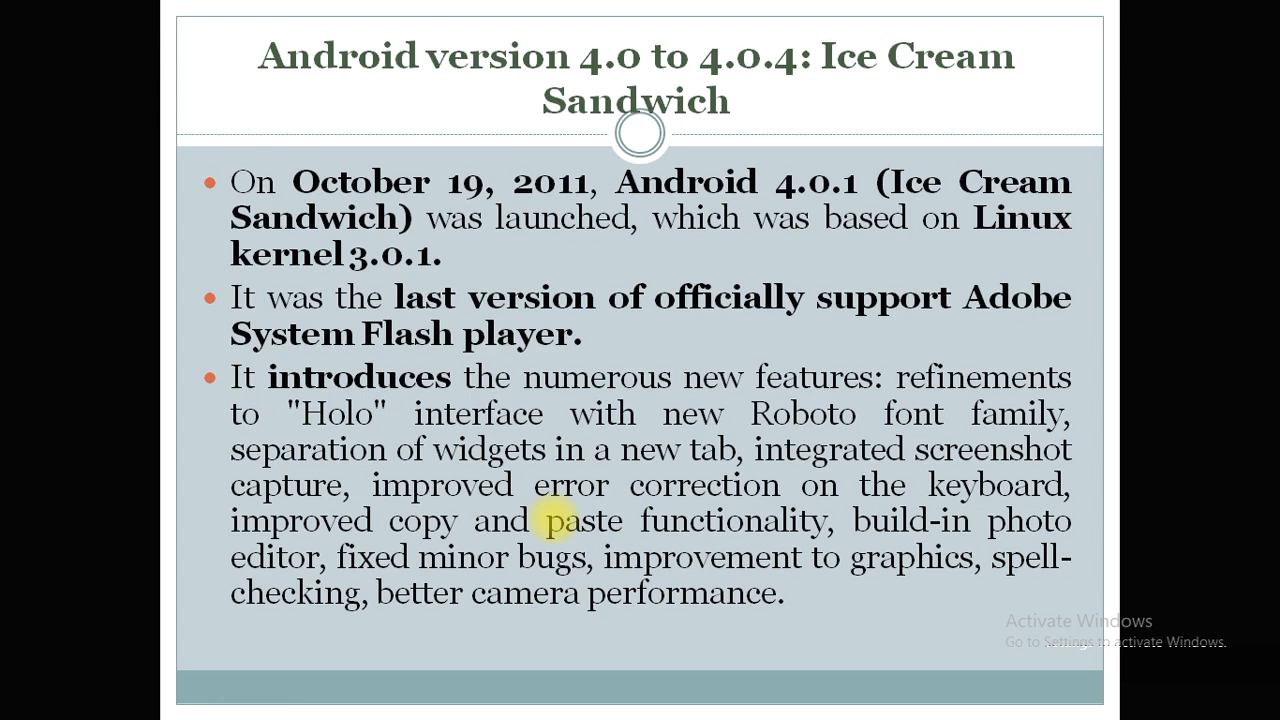 Android version 4.0 to 4.0.4: Ice Cream
Sandwich
• On October 19, 2011, Android 4.0.1 (Ice Cream
Sandwich) was launched, which was based on Linux
kernel 3.0.1.
• It was the last version of officially support Adobe
System Flash player.
• It introduces the numerous new features: refinements
to "Holo" interface with new Roboto font family,
separation of widgets in a new tab, integrated screenshot
capture, improved error correction on the keyboard,
improved copy and paste functionality, build-in photo
editor, fixed minor bugs, improvement to graphics, spell-
checking, better camera performance.
Activate Windows
Go to Settings to activate Windows.